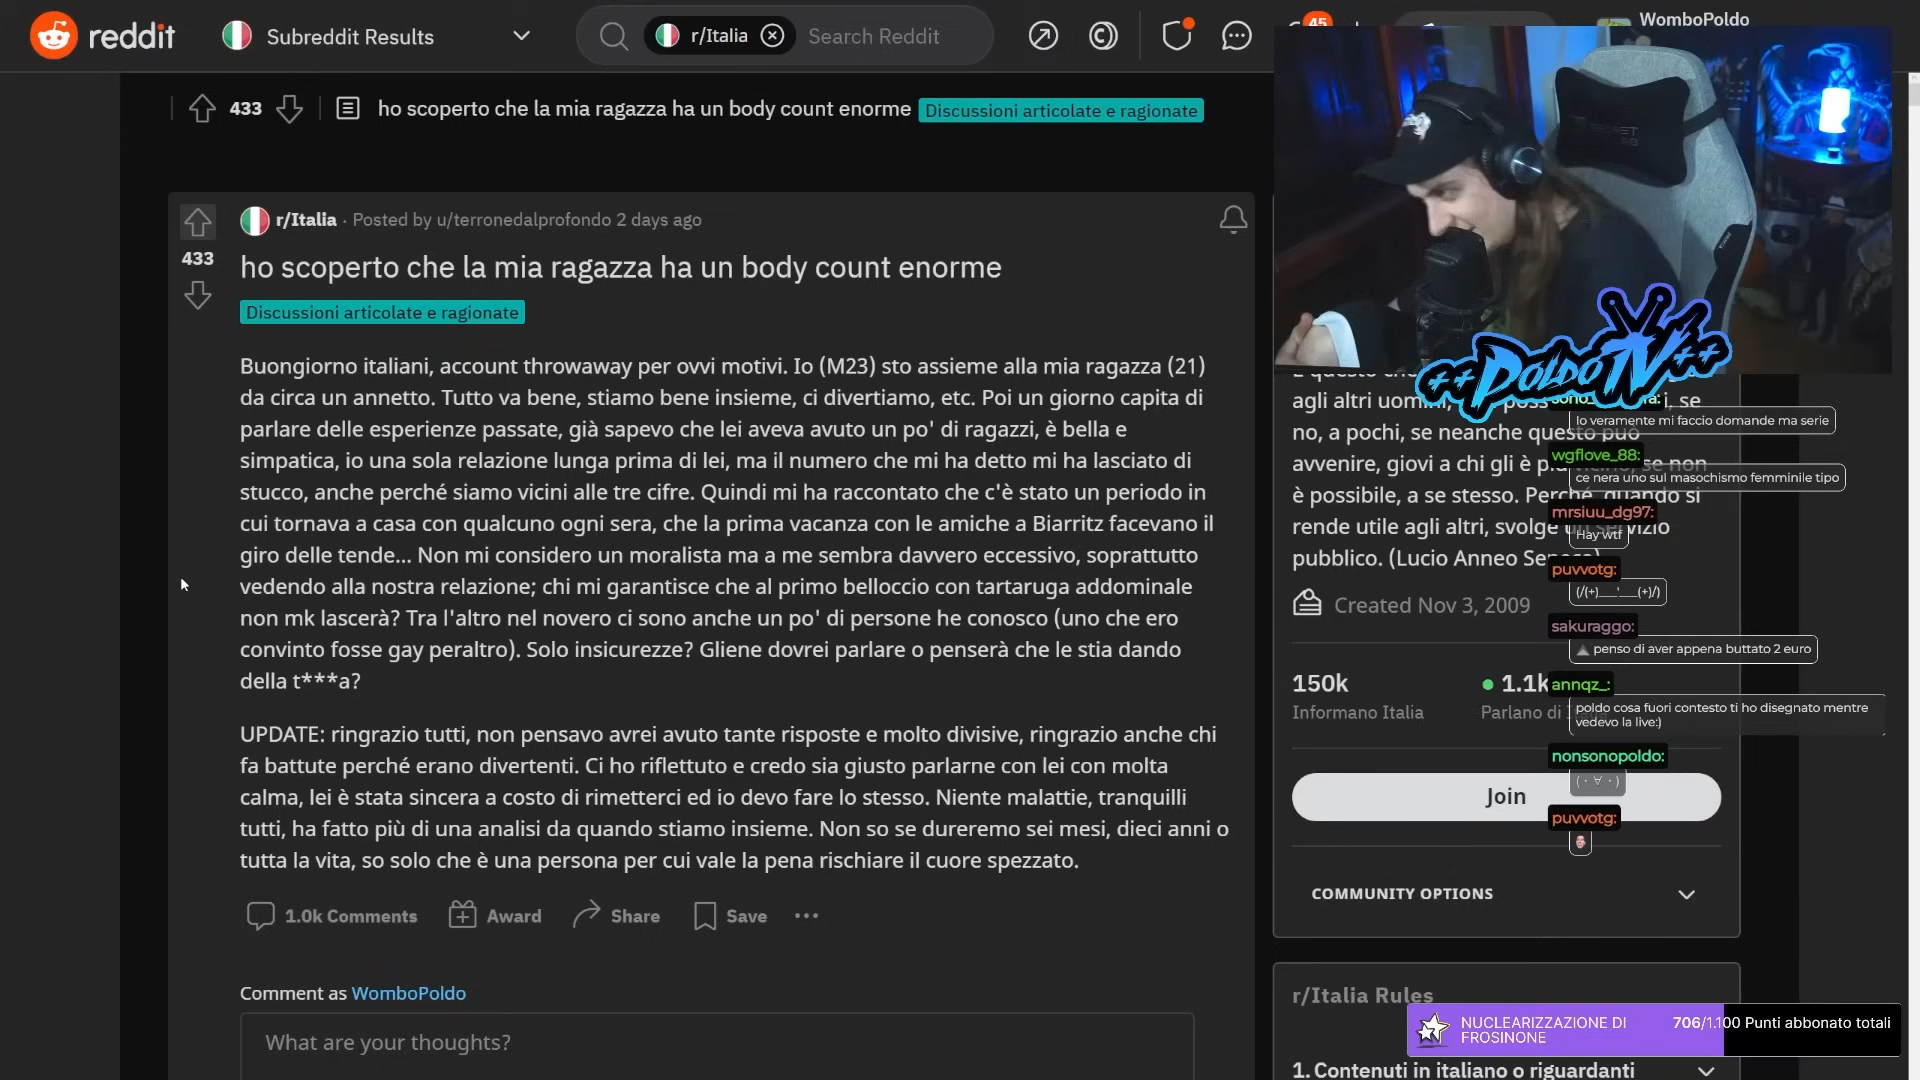 reddit
Subreddit Results
r/Italia
Search Reddit
45
WomboPoldo
433
ho scoperto che la mia ragazza ha un body count enorme
Discussioni articolate e ragionate
r/Italia · Posted by u/terronedalprofondo 2 days ago
433
ho scoperto che la mia ragazza ha un body count enorme
Discussioni articolate e ragionate
Buongiorno italiani, account throwaway per ovvi motivi. Io (M23) sto assieme alla mia ragazza (21)
da circa un annetto. Tutto va bene, stiamo bene insieme, ci divertiamo, etc. Poi un giorno capita di
parlare delle esperienze passate, già sapevo che lei aveva avuto un po' di ragazzi, è bella e
simpatica, io una sola relazione lunga prima di lei, ma il numero che mi ha detto mi ha lasciato di
stucco, anche perché siamo vicini alle tre cifre. Quindi mi ha raccontato che c'è stato un periodo in
cui tornava a casa con qualcuno ogni sera, che la prima vacanza con le amiche a Biarritz facevano il
giro delle tende... Non mi considero un moralista ma a me sembra davvero eccessivo, soprattutto
vedendo alla nostra relazione; chi mi garantisce che al primo belloccio con tartaruga addominale
non mk lascerà? Tra l'altro nel novero ci sono anche un po' di persone he conosco (uno che ero
convinto fosse gay peraltro). Solo insicurezze? Gliene dovrei parlare o penserà che le stia dando
della t***a?
UPDATE: ringrazio tutti, non pensavo avrei avuto tante risposte e molto divisive, ringrazio anche chi
fa battute perché erano divertenti. Ci ho riflettuto e credo sia giusto parlarne con lei con molta
calma, lei è stata sincera a costo di rimetterci ed io devo fare lo stesso. Niente malattie, tranquilli
tutti, ha fatto più di una analisi da quando stiamo insieme. Non so se dureremo sei mesi, dieci anni o
tutta la vita, so solo che è una persona per cui vale la pena rischiare il cuore spezzato.
1.0k Comments
Award
Share
Save
Comment as WomboPoldo
What are your thoughts?
++POLDO TV++
agli altri uomini, se
no, a pochi, se neanche questo può
avvenire, giovi a chi gli è più se non
è possibile, a se stesso. Perché, quando si
rende utile agli altri, svolge
pubblico. (Lucio Anneo
Created Nov 3, 2009
150k
Informano Italia
1.1k
Parlano di
Join
COMMUNITY OPTIONS
r/Italia Rules
1. Contenuti in italiano o riguardanti
Io veramente mi faccio domande ma serie
wgflove_88:
ce nera uno sul masochismo femminile tipo
mrsiuu_dg97:
Hay wtf
puvvotg:
(/(+)___'___(+)/)
sakuraggo:
penso di aver appena buttato 2 euro
annqz_:
poldo cosa fuori contesto ti ho disegnato mentre
vedevo la live:)
nonsonopoldo:
( · ∀ · )
puvvotg:
NUCLEARIZZAZIONE DI
FROSINONE
706/1.100 Punti abbonato totali